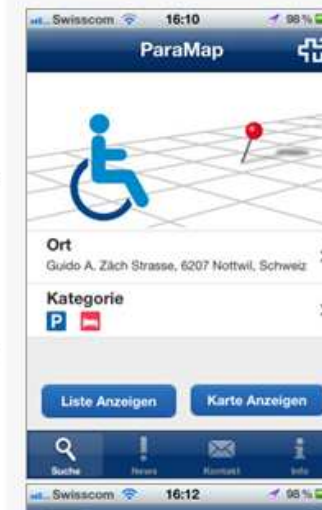 Swisscom 16:10 98 %
ParaMap
Ort
Guido A. Zäch Strasse, 6207 Nottwil, Schweiz
Kategorie
P
Liste Anzeigen Karte Anzeigen
Suche News Kontakt Info
Swisscom 16:12 98 %